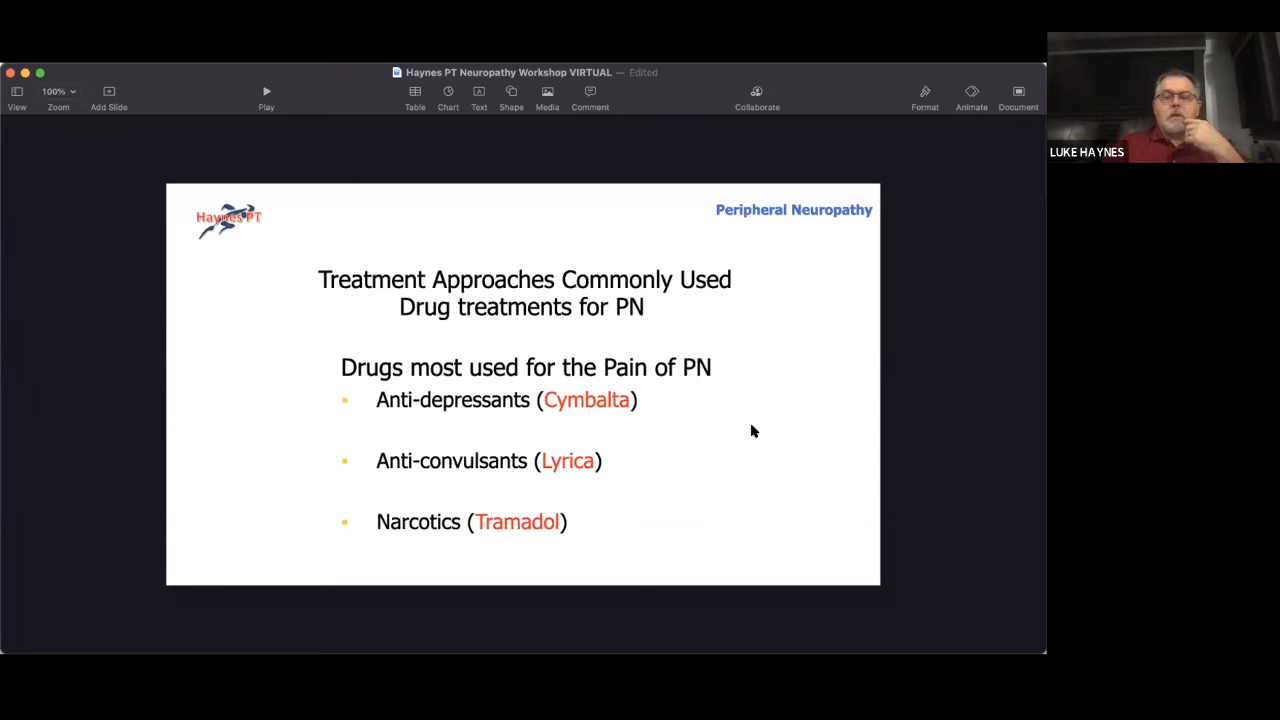 Haynes PT Neuropathy Workshop VIRTUAL — Edited
100%
View
Zoom
Add Slide
Play
Table
Chart
Text
Shape
Media
Comment
Collaborate
Format
Animate
Document
LUKE HAYNES
Haynes PT
Peripheral Neuropathy
Treatment Approaches Commonly Used
Drug treatments for PN
Drugs most used for the Pain of PN
▪ Anti-depressants (Cymbalta)
▪ Anti-convulsants (Lyrica)
▪ Narcotics (Tramadol)